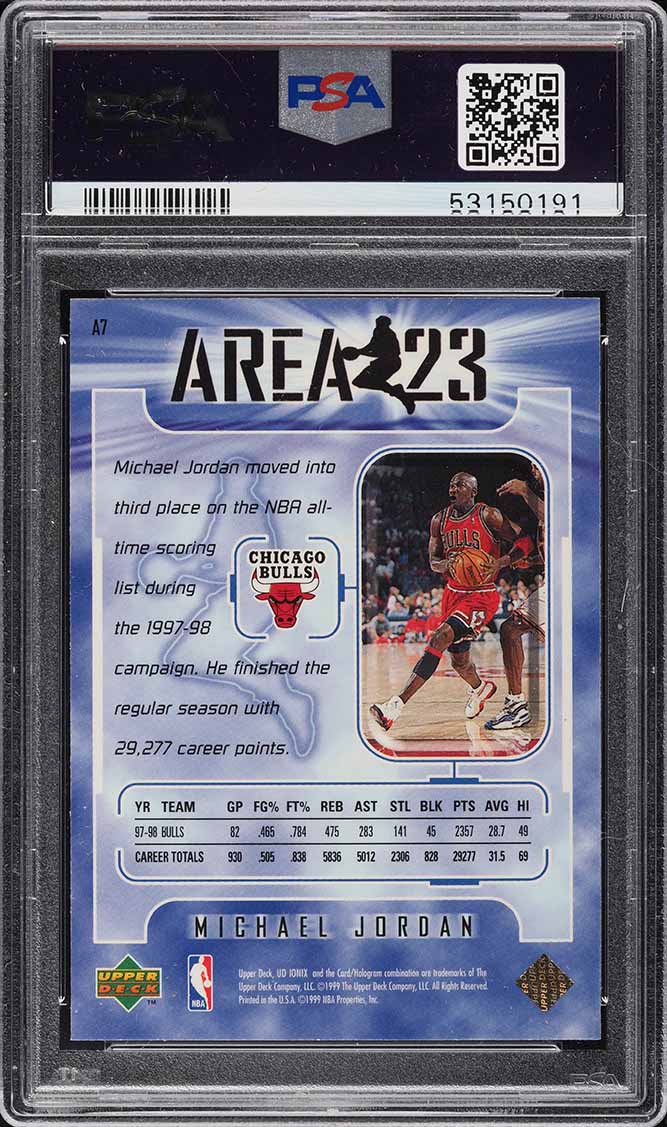 PSA
53150191
A7
AREA 23
Michael Jordan moved into
third place on the NBA all-
time scoring
list during
the 1997-98
campaign. He finished the
regular season with
29,277 career points.
CHICAGO
BULLS
BULLS
YR TEAM GP FG% FT% REB AST STL BLK PTS AVG HI
97-98 BULLS 82 .465 .784 475 283 141 45 2357 28.7 49
CAREER TOTALS 930 .505 .838 5836 5012 2306 828 29277 31.5 69
MICHAEL JORDAN
UPPER
DECK
TM
NBA
Upper Deck, UD IONIX and the Card/Hologram combination are trademarks of The
Upper Deck Company, LLC. ©1999 The Upper Deck Company, LLC. All Rights Reserved.
Printed in the U.S.A. ©1999 NBA Properties, Inc.
UPPER DECK
PSA